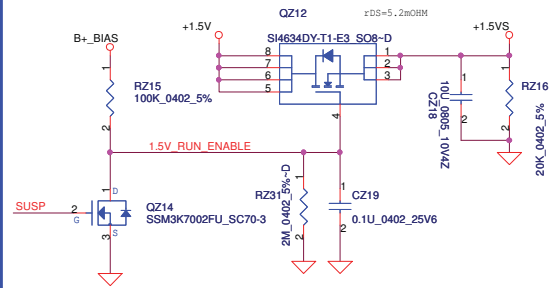 QZ12
rDS=5.2mOHM
+1.5V
SI4634DY-T1-E3_SO8~D
+1.5VS
B+_BIAS
8
7
6
5
1
2
3
4
1
RZ15
100K_0402_5%
2
1
CZ18
10U_0805_10V4Z
2
1
RZ16
20K_0402_5%
2
1.5V_RUN_ENABLE
1
D
SUSP
2
G
QZ14
SSM3K7002FU_SC70-3
S
3
1
RZ31
2M_0402_5%~D
2
1
CZ19
0.1U_0402_25V6
2